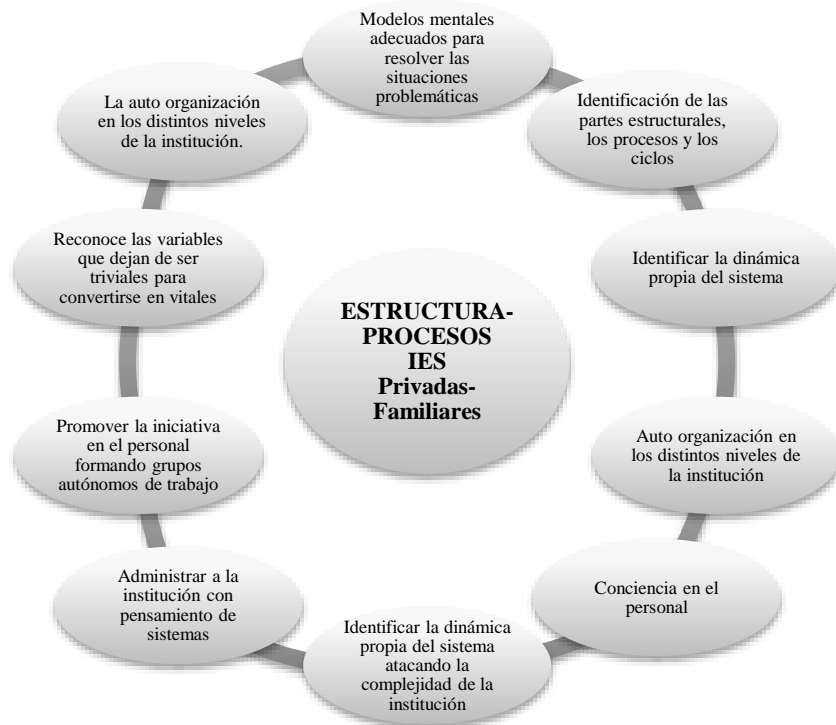 Modelos mentales
adecuados para
resolver las
situaciones
problemáticas
Identificación de las
partes estructurales,
los procesos y los
ciclos
Identificar la dinámica
propia del sistema
Auto organización en
los distintos niveles de
la institución
Conciencia en el
personal
Identificar la dinámica
propia del sistema
atacando la
complejidad de la
institución
Administrar a la
institución con
pensamiento de
sistemas
Promover la iniciativa
en el personal
formando grupos
autónomos de trabajo
Reconoce las variables
que dejan de ser
triviales para
convertirse en vitales
La auto organización
en los distintos niveles
de la institución.
ESTRUCTURA-
PROCESOS
IES
Privadas-
Familiares